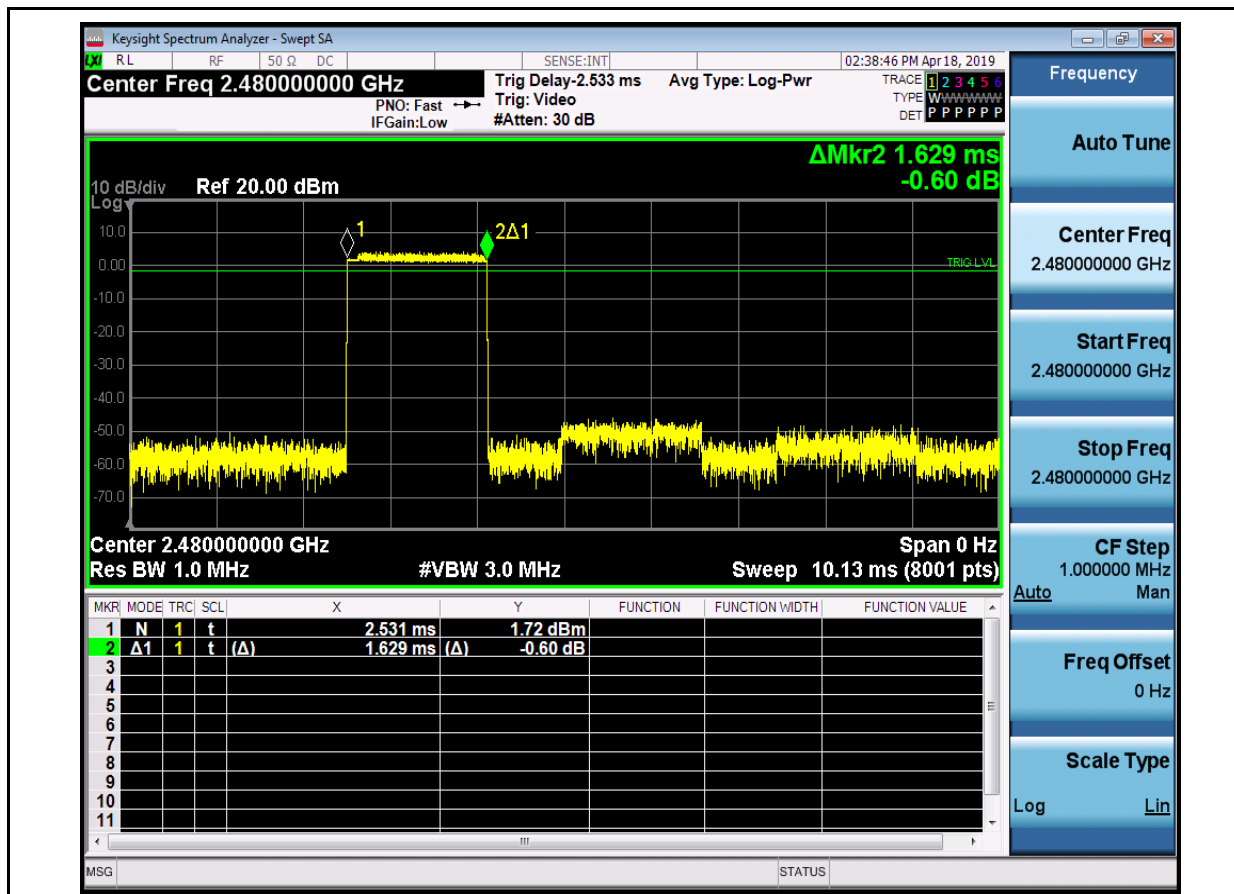 Keysight Spectrum Analyzer - Swept SA
LXI RL RF 50 Ω DC SENSE:INT 02:38:46 PM Apr 18, 2019
Center Freq 2.480000000 GHz
PNO: Fast
IFGain:Low
Trig Delay-2.533 ms
Trig: Video
#Atten: 30 dB
Avg Type: Log-Pwr
TRACE 1 2 3 4 5 6
TYPE WWWWWW
DET P P P P P P
ΔMkr2 1.629 ms
-0.60 dB
10 dB/div Ref 20.00 dBm
Log
10.0
0.00
-10.0
-20.0
-30.0
-40.0
-50.0
-60.0
-70.0
1
2Δ1
TRIG LVL
Center 2.480000000 GHz Span 0 Hz
Res BW 1.0 MHz #VBW 3.0 MHz Sweep 10.13 ms (8001 pts)
MKR MODE TRC SCL X Y FUNCTION FUNCTION WIDTH FUNCTION VALUE
1 N 1 t 2.531 ms 1.72 dBm
2 Δ1 1 t (Δ) 1.629 ms (Δ) -0.60 dB
3
4
5
6
7
8
9
10
11
MSG STATUS
Frequency
Auto Tune
Center Freq
2.480000000 GHz
Start Freq
2.480000000 GHz
Stop Freq
2.480000000 GHz
CF Step
1.000000 MHz
Auto Man
Freq Offset
0 Hz
Scale Type
Log Lin